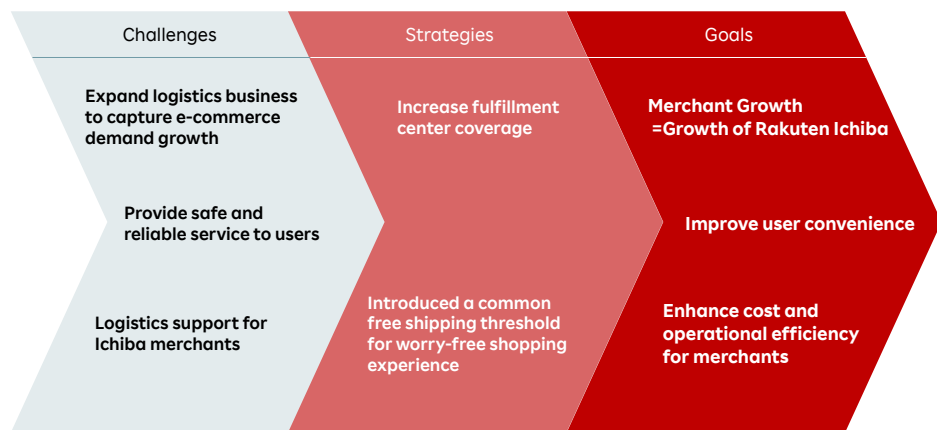 Challenges
Expand logistics business
to capture e-commerce
demand growth
Provide safe and
reliable service to users
Logistics support for
Ichiba merchants
Strategies
Increase fulfillment
center coverage
Introduced a common
free shipping threshold
for worry-free shopping
experience
Goals
Merchant Growth
=Growth of Rakuten Ichiba
Improve user convenience
Enhance cost and
operational efficiency
for merchants